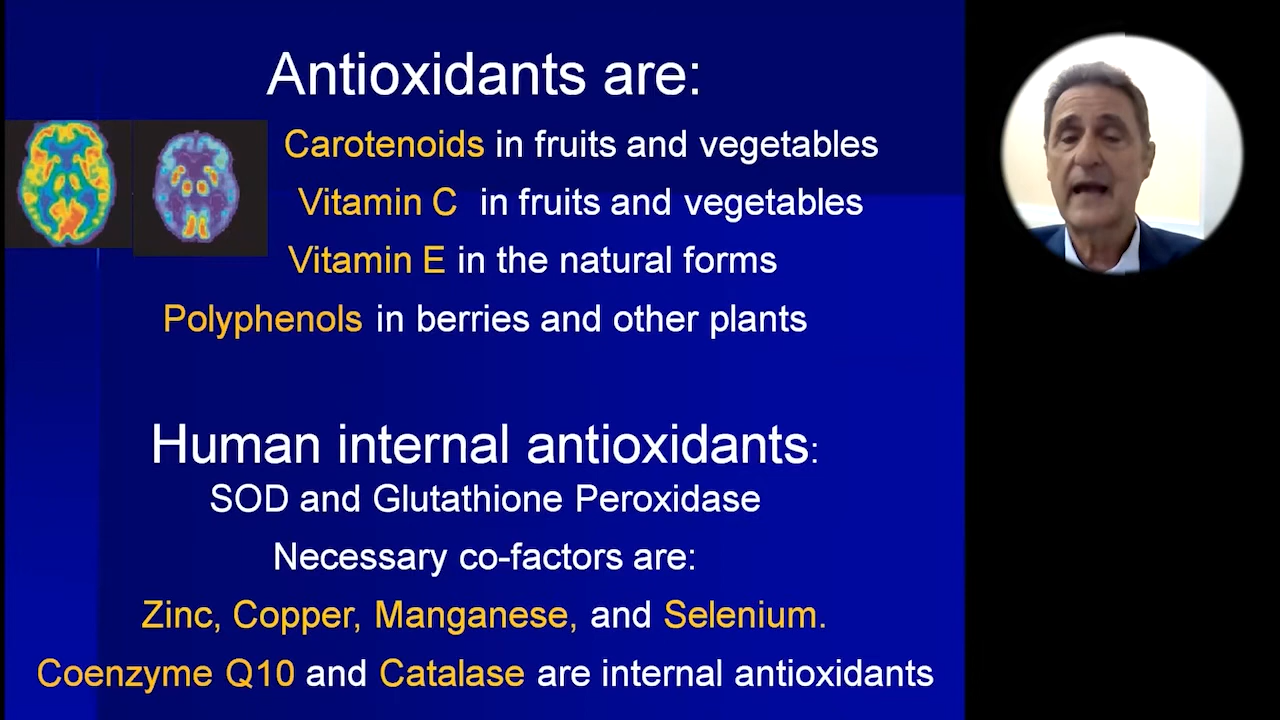 Antioxidants are:
Carotenoids in fruits and vegetables
Vitamin C in fruits and vegetables
Vitamin E in the natural forms
Polyphenols in berries and other plants
Human internal antioxidants:
SOD and Glutathione Peroxidase
Necessary co-factors are:
Zinc, Copper, Manganese, and Selenium.
Coenzyme Q10 and Catalase are internal antioxidants